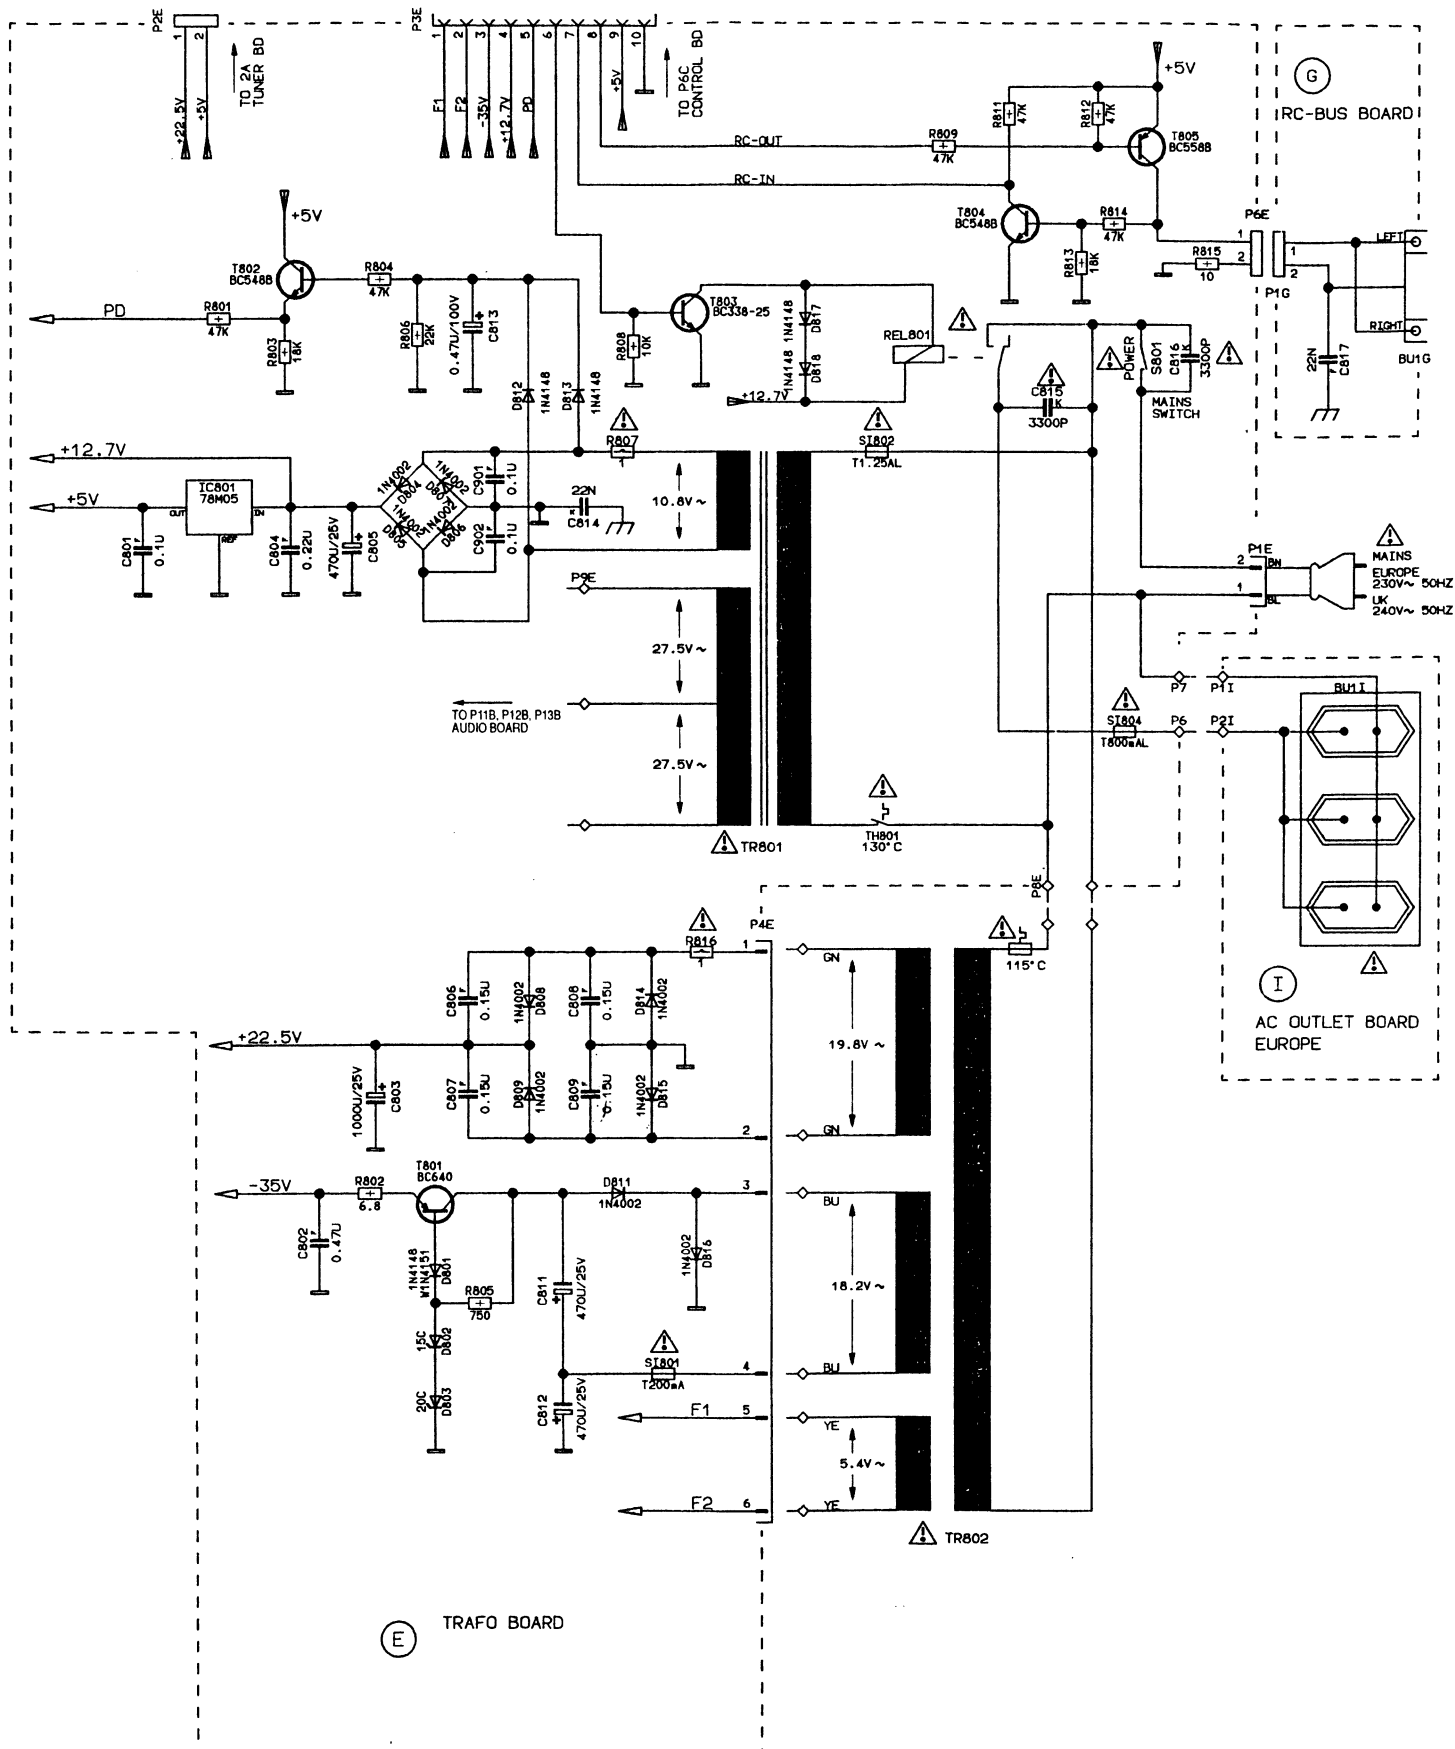 P2E
1
2
+22.5V
+5V
TO 2A
TUNER BD
P3E
1
2
3
4
5
6
7
8
9
10
F1
F2
-35V
+12.7V
PD
+5V
TO P6C
CONTROL BD
RC-OUT
RC-IN
R809
47K
R811
47K
R812
47K
+5V
T805
BC558B
T804
BC548B
R814
47K
R813
18K
P6E
1
2
R815
10
P1G
1
2
G
RC-BUS BOARD
LEFT
RIGHT
BU1G
22N
C817
+5V
T802
BC548B
R804
47K
PD
R801
47K
R803
18K
R806
22K
0.47U/100V
C813
T803
BC338-25
R808
10K
1N4148
D817
1N4148
D818
+12.7V
REL801
C815
3300P
POWER
S801
C816
3300P
MAINS
SWITCH
D812
1N4148
D813
1N4148
R807
1
SI802
T1.25AL
+12.7V
+5V
IC801
78M05
OUT
IN
REF
C801
0.1U
C804
0.22U
470U/25V
C805
1N4002
D804
1N4002
D807
1N4002
D805
1N4002
D806
C901
0.1U
C902
0.1U
22N
C814
10.8V ~
P9E
27.5V ~
TO P11B, P12B, P13B
AUDIO BOARD
27.5V ~
TR801
TH801
130°C
P1E
2
BN
1
BL
MAINS
EUROPE
230V~ 50HZ
UK
240V~ 50HZ
P7
P1I
SI804
T800mAL
P6
P2I
BU1I
I
AC OUTLET BOARD
EUROPE
P8E
P4E
1
R816
1
GN
115°C
C806
0.15U
1N4002
D808
C808
0.15U
D814
1N4002
+22.5V
19.8V ~
1000U/25V
C803
C807
0.15U
D809
1N4002
C809
0.15U
1N4002
D815
2
GN
-35V
R802
6.8
T801
BC640
D811
1N4002
3
BU
C802
0.47U
1N4148
W1N4151
D801
R805
750
C811
470U/25V
1N4002
D816
18.2V ~
15C
D802
20C
D803
SI801
T200mA
4
BU
C812
470U/25V
F1
5
YE
5.4V ~
F2
6
YE
TR802
E
TRAFO BOARD